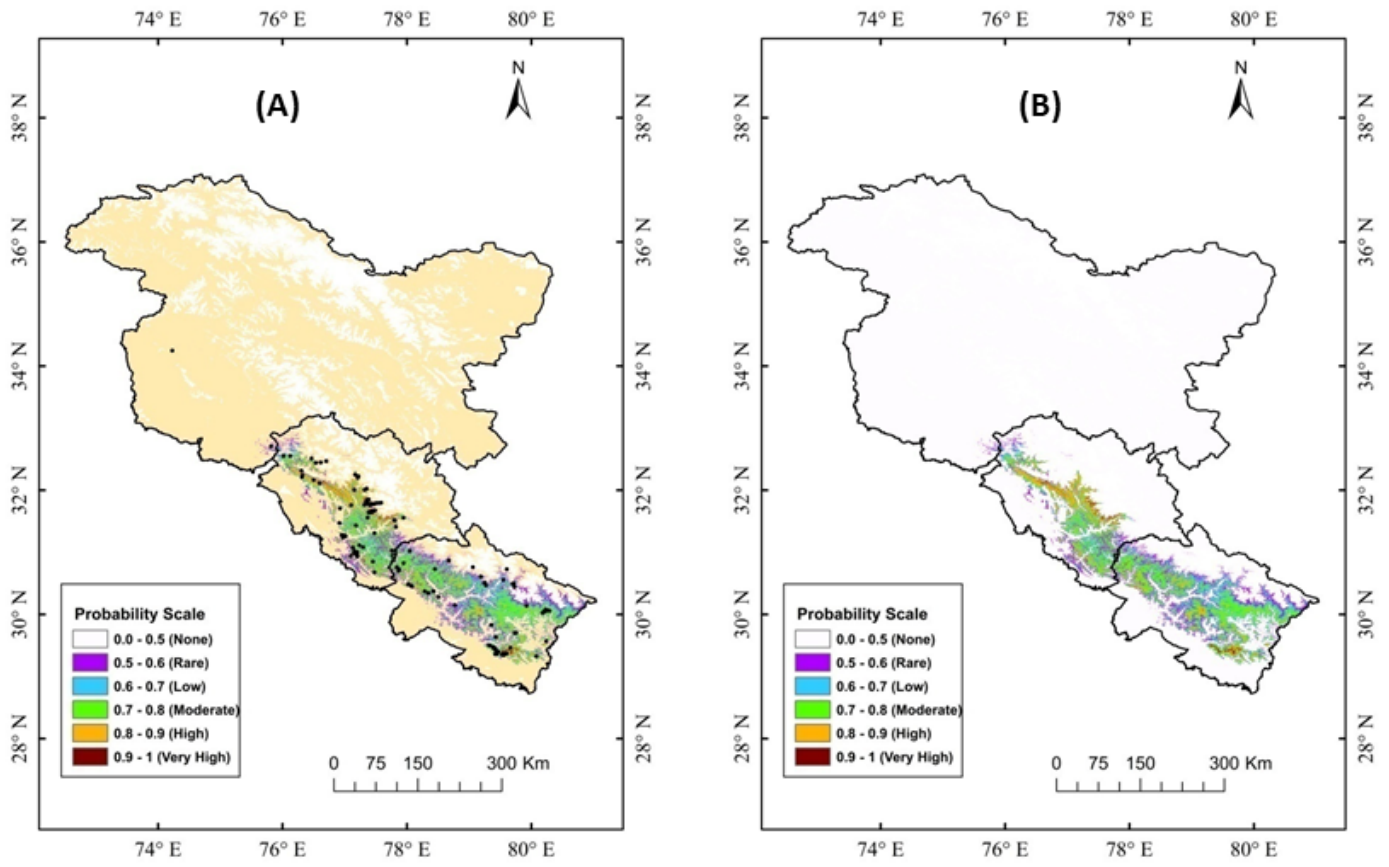 74° E 76° E 78° E 80° E
74° E 76° E 78° E 80° E
N
N
(A)
(B)
38° N
38° N
38° N
38° N
36° N
36° N
36° N
36° N
34° N
34° N
34° N
34° N
32° N
32° N
32° N
32° N
30° N
30° N
30° N
30° N
28° N
28° N
28° N
28° N
Probability Scale
0.0 - 0.5 (None)
0.5 - 0.6 (Rare)
0.6 - 0.7 (Low)
0.7 - 0.8 (Moderate)
0.8 - 0.9 (High)
0.9 - 1 (Very High)
0 75 150 300 Km
Probability Scale
0.0 - 0.5 (None)
0.5 - 0.6 (Rare)
0.6 - 0.7 (Low)
0.7 - 0.8 (Moderate)
0.8 - 0.9 (High)
0.9 - 1 (Very High)
0 75 150 300 Km
74° E 76° E 78° E 80° E
74° E 76° E 78° E 80° E